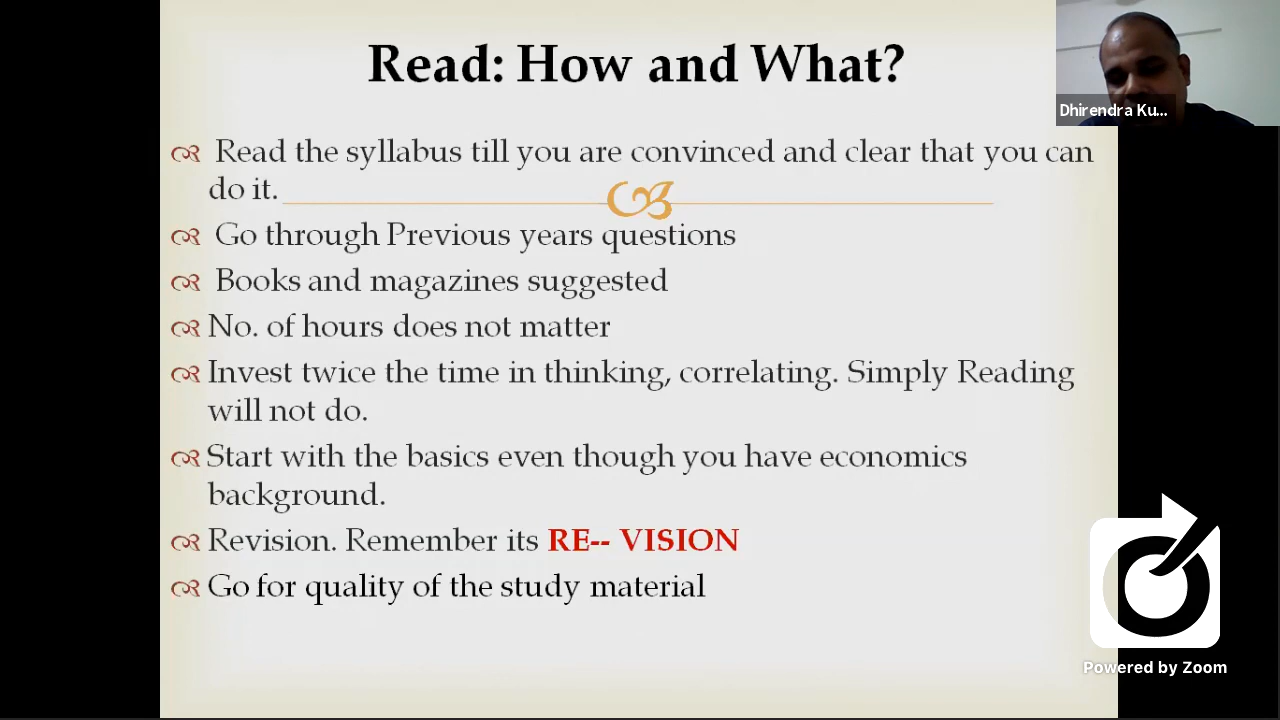 Read: How and What?
Dhirendra Ku...
Read the syllabus till you are convinced and clear that you can
do it.
Go through Previous years questions
Books and magazines suggested
No. of hours does not matter
Invest twice the time in thinking, correlating. Simply Reading
will not do.
Start with the basics even though you have economics
background.
Revision. Remember its RE-- VISION
Go for quality of the study material
Powered by Zoom